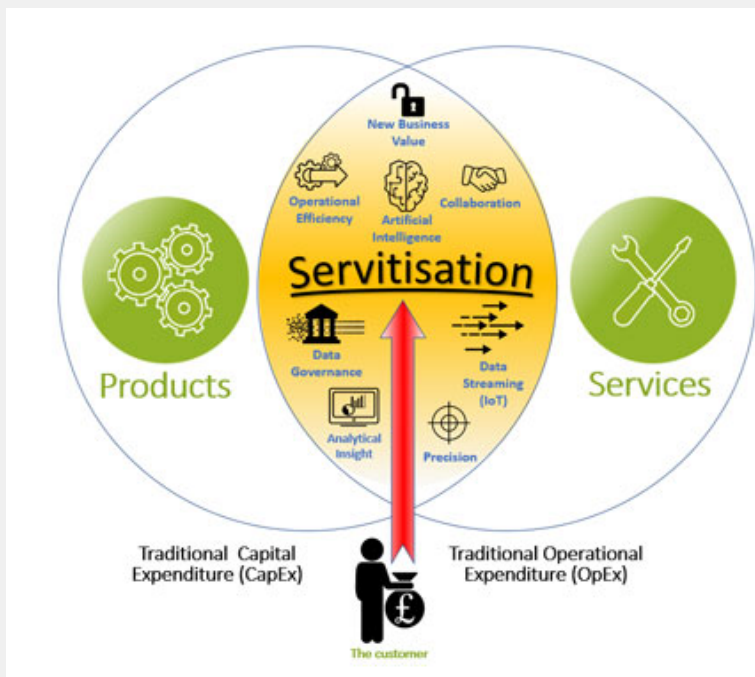 New Business
Value
Operational
Efficiency
Artificial
Intelligence
Collaboration
Servitisation
Products
Services
Data
Governance
Data
Streaming
(IoT)
Analytical
Insight
Precision
Traditional Capital
Expenditure (CapEx)
Traditional Operational
Expenditure (OpEx)
£
The customer